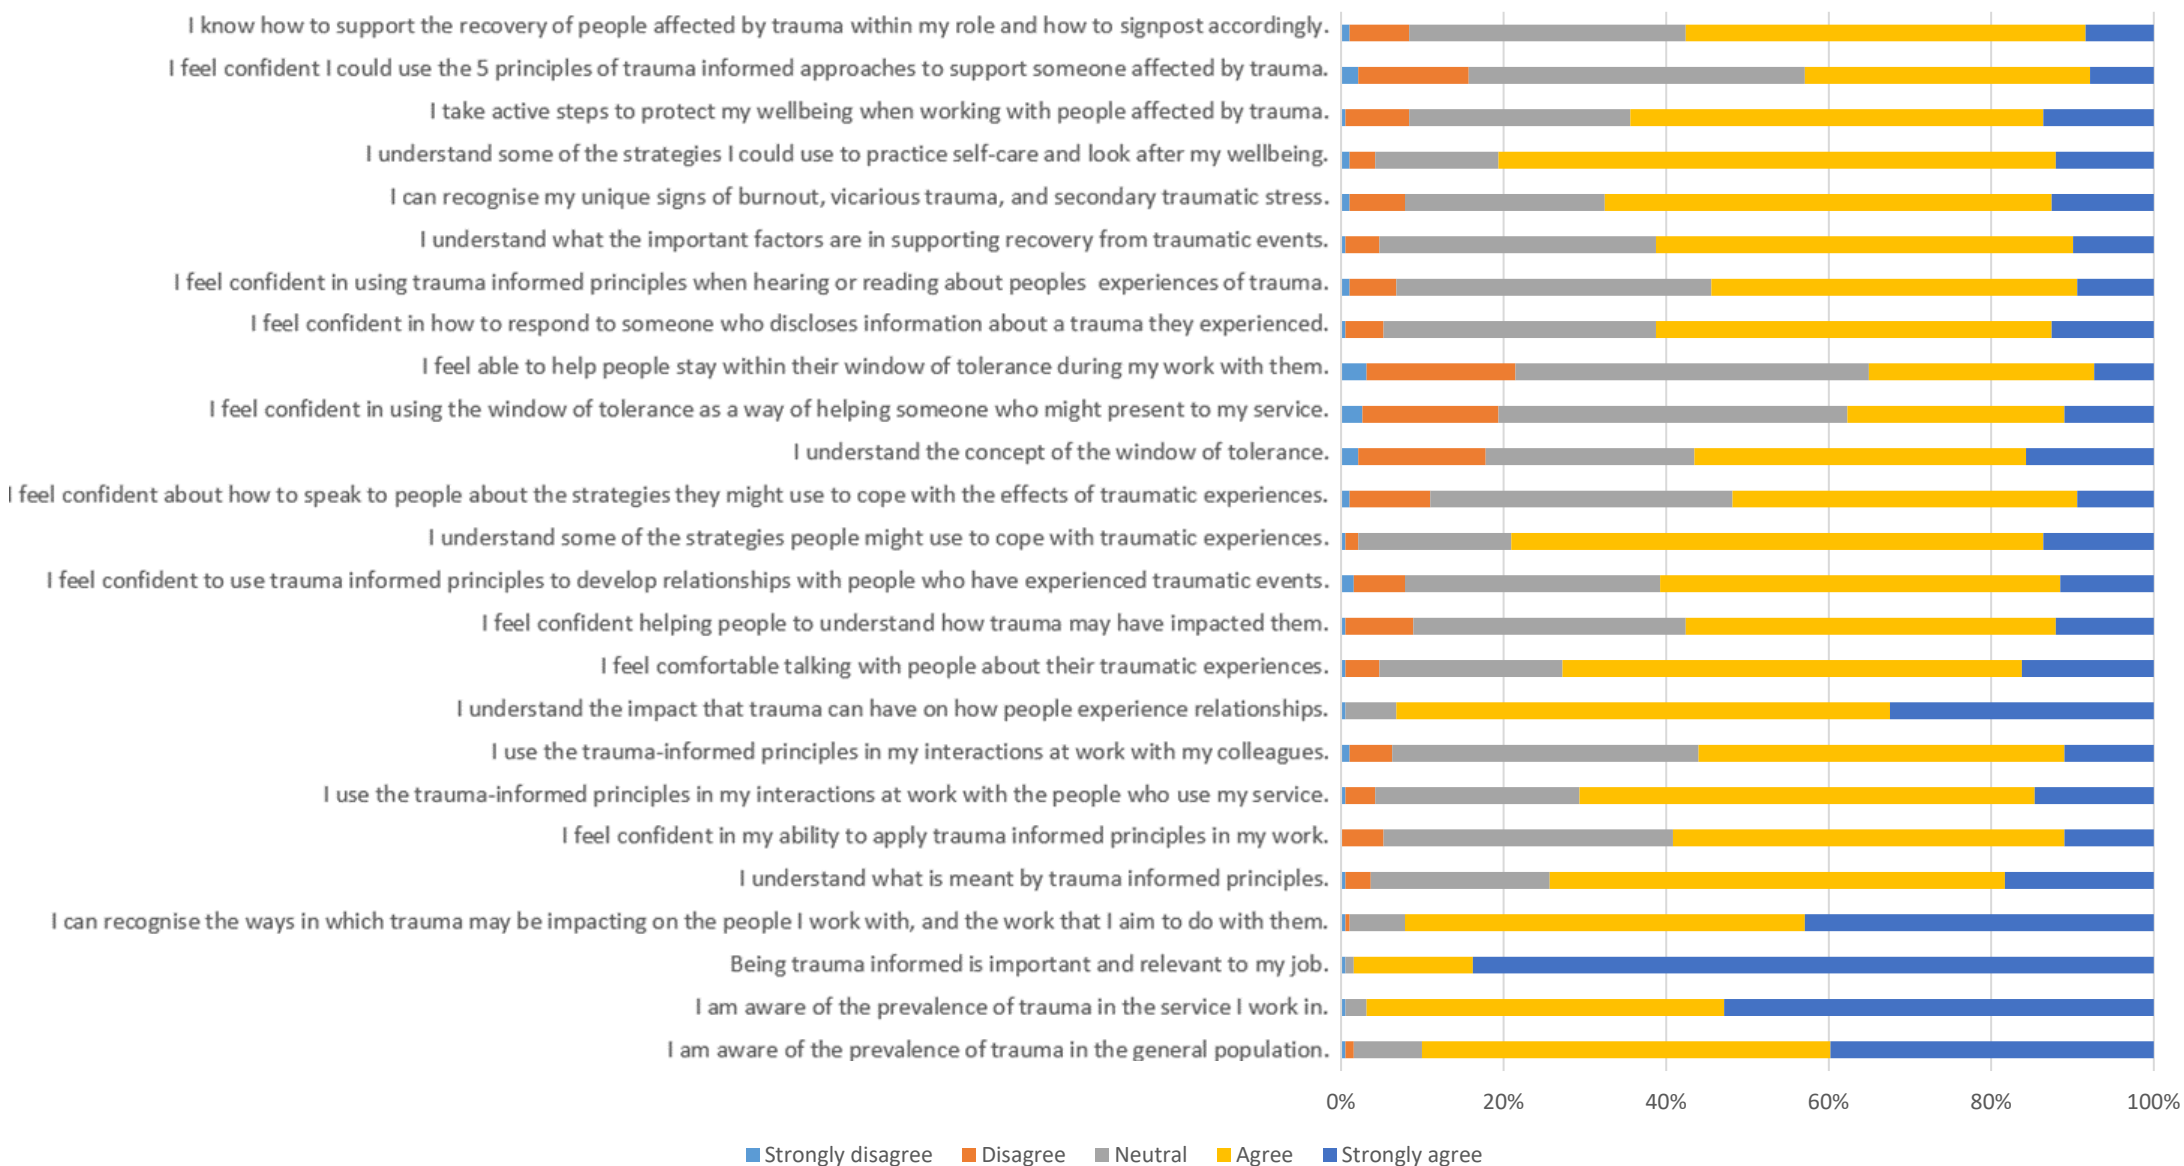 I know how to support the recovery of people affected by trauma within my role and how to signpost accordingly.
I feel confident I could use the 5 principles of trauma informed approaches to support someone affected by trauma.
I take active steps to protect my wellbeing when working with people affected by trauma.
I understand some of the strategies I could use to practice self-care and look after my wellbeing.
I can recognise my unique signs of burnout, vicarious trauma, and secondary traumatic stress.
I understand what the important factors are in supporting recovery from traumatic events.
I feel confident in using trauma informed principles when hearing or reading about peoples  experiences of trauma.
I feel confident in how to respond to someone who discloses information about a trauma they experienced.
I feel able to help people stay within their window of tolerance during my work with them.
I feel confident in using the window of tolerance as a way of helping someone who might present to my service.
I understand the concept of the window of tolerance.
I feel confident about how to speak to people about the strategies they might use to cope with the effects of traumatic experiences.
I understand some of the strategies people might use to cope with traumatic experiences.
I feel confident to use trauma informed principles to develop relationships with people who have experienced traumatic events.
I feel confident helping people to understand how trauma may have impacted them.
I feel comfortable talking with people about their traumatic experiences.
I understand the impact that trauma can have on how people experience relationships.
I use the trauma-informed principles in my interactions at work with my colleagues.
I use the trauma-informed principles in my interactions at work with the people who use my service.
I feel confident in my ability to apply trauma informed principles in my work.
I understand what is meant by trauma informed principles.
I can recognise the ways in which trauma may be impacting on the people I work with, and the work that I aim to do with them.
Being trauma informed is important and relevant to my job.
I am aware of the prevalence of trauma in the service I work in.
I am aware of the prevalence of trauma in the general population.
0% 20% 40% 60% 80% 100%
Strongly disagree Disagree Neutral Agree Strongly agree